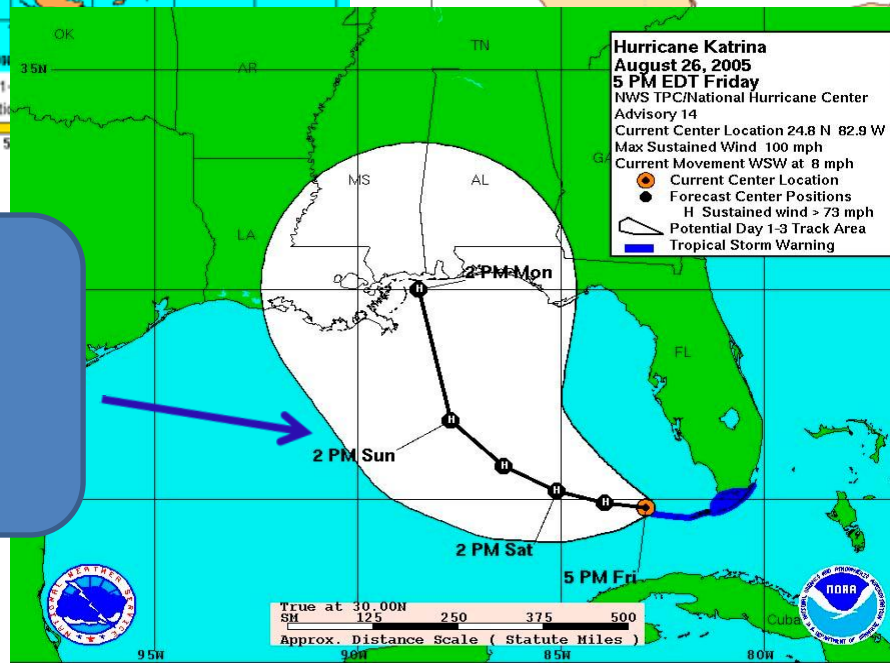 OK
TN
35N
AR
Hurricane Katrina
August 26, 2005
5 PM EDT Friday
NWS TPC/National Hurricane Center
Advisory 14
Current Center Location 24.8 N 82.9 W
Max Sustained Wind 100 mph
Current Movement WSW at 8 mph
Current Center Location
Forecast Center Positions
H Sustained wind > 73 mph
Potential Day 1-3 Track Area
Tropical Storm Warning
MS
AL
GA
LA
2 PM Mon
H
FL
H
2 PM Sun
H
H
H
2 PM Sat
5 PM Fri
NATIONAL WEATHER SERVICE
NOAA
Cuba
True at 30.00N
SM 125 250 375 500
Approx. Distance Scale ( Statute Miles )
95W 90W 85W 80W